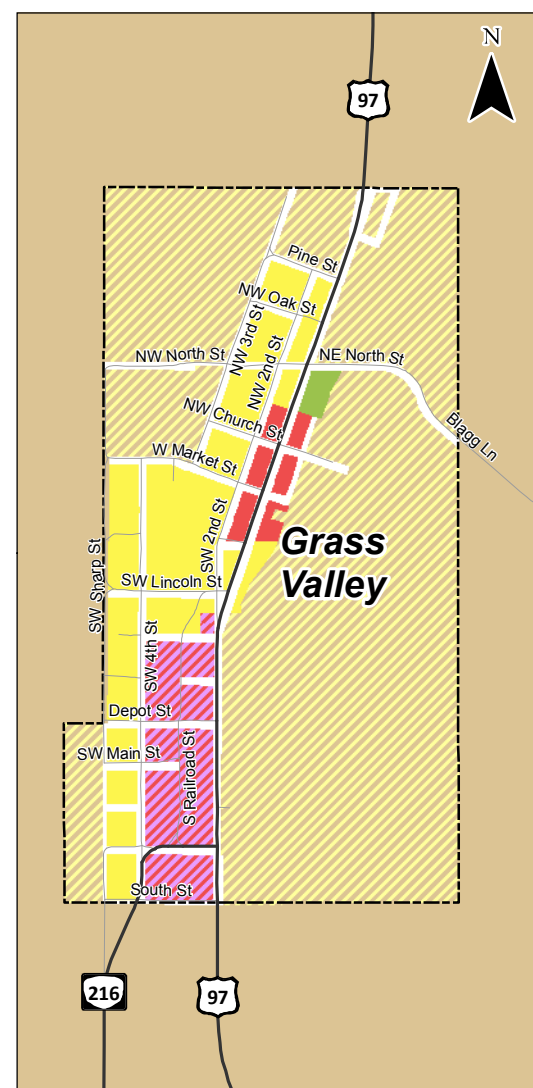 N
97
Pine St
NW Oak St
NW 3rd St
NW 2nd St
NW North St
NE North St
NW Church St
Blagg Ln
W Market St
SW 2nd St
Grass
Valley
SW Sharp St
SW Lincoln St
SW 4th St
Depot St
SW Main St
S Railroad St
South St
216
97